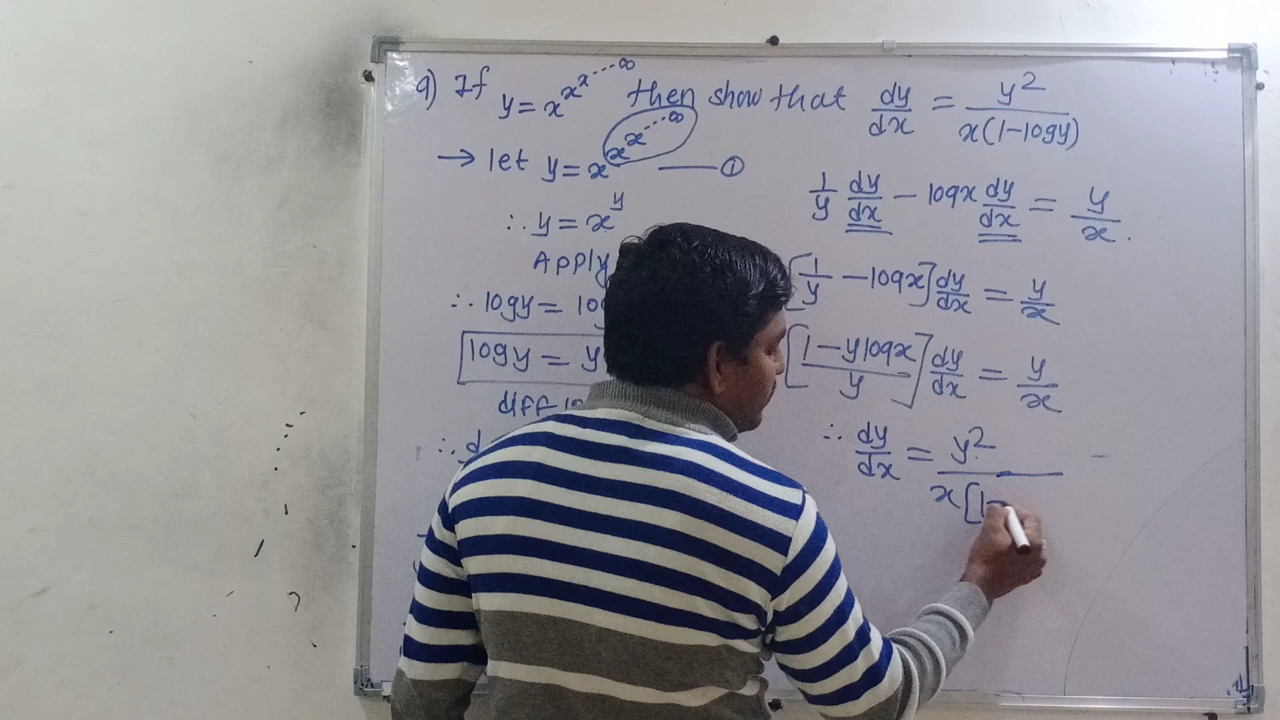 9) If y = x^x^x^....∞ then show that dy/dx = y²/x(1-logy)
→ let y = x^x^x^....∞ —— ①
∴ y = x^y
Apply
∴ logy = log
logy = y
diff
∴ d
1/y dy/dx - logx dy/dx = y/x.
[1/y - logx] dy/dx = y/x
[1-ylogx/y] dy/dx = y/x
∴ dy/dx = y²/x[1-